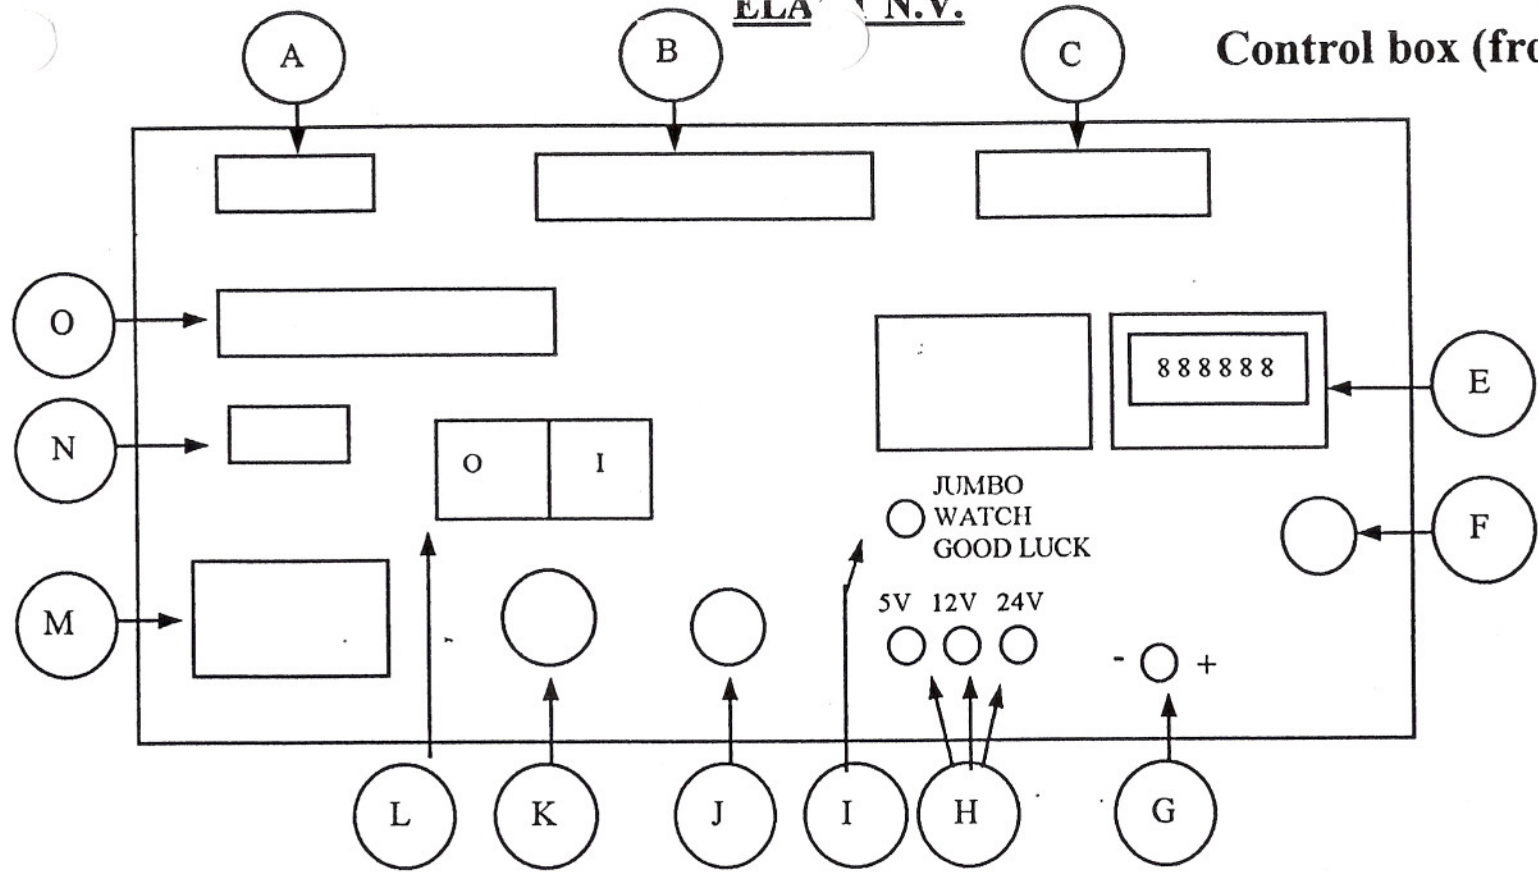 N.V.
Control box
A
B
C
O
888888
E
N
O I
JUMBO
WATCH
GOOD LUCK
F
M
5V 12V 24V
- +
L
K
J
I
H
G